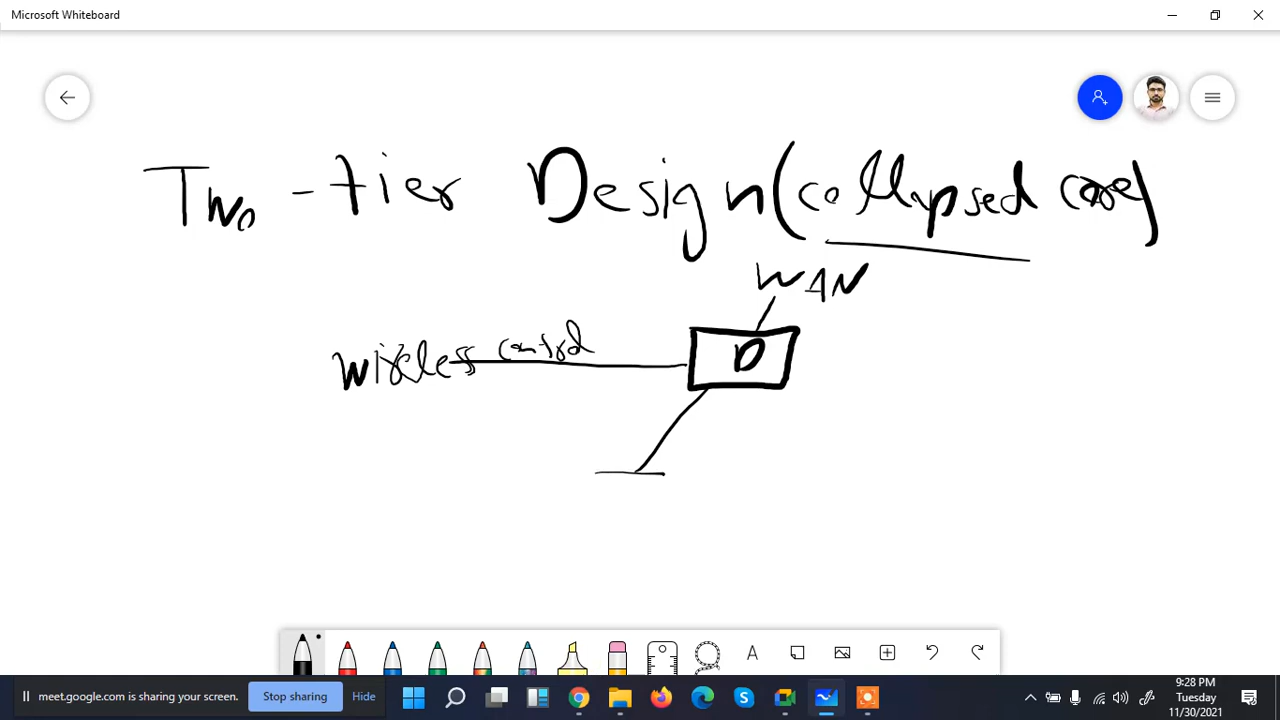 Microsoft Whiteboard
Two-tier Design (collapsed core)
WAN
D
wireless control
A
meet.google.com is sharing your screen.
Stop sharing
Hide
9:28 PM
Tuesday
11/30/2021